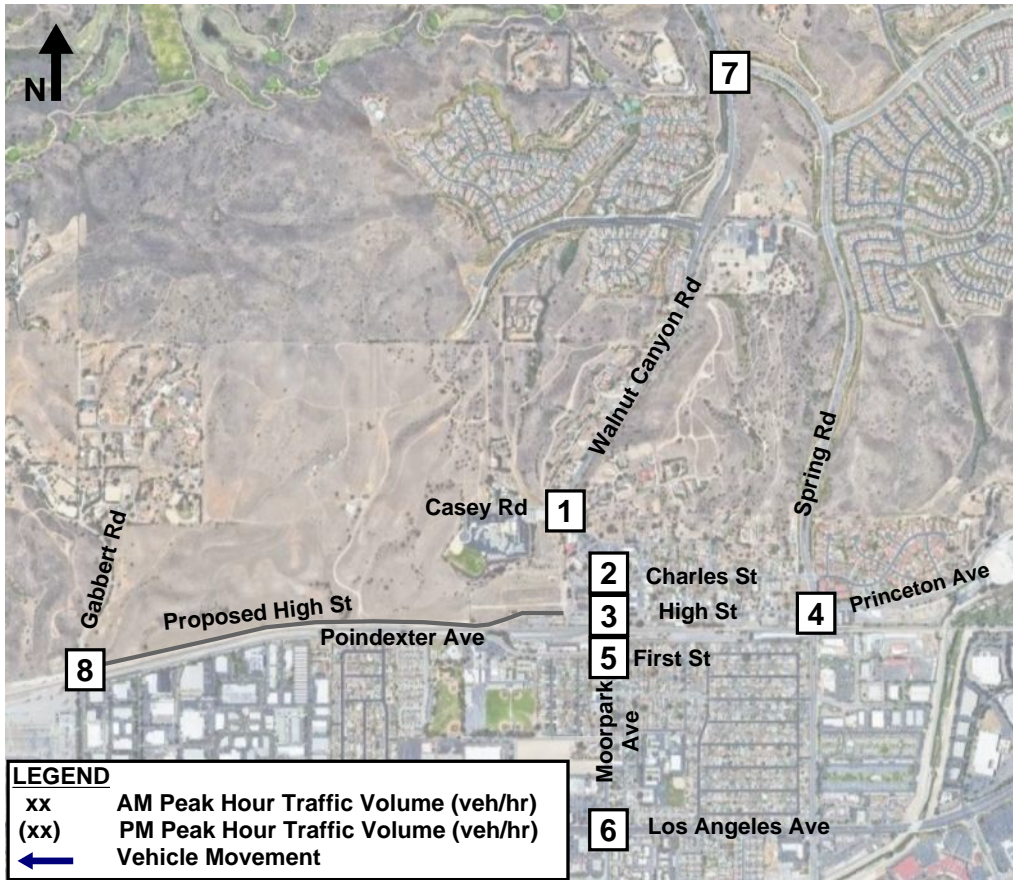 N
7
Walnut Canyon Rd
Spring Rd
Casey Rd
1
Gabbert Rd
2
Charles St
Proposed High St
3
High St
4
Princeton Ave
Poindexter Ave
8
5
First St
Moorpark
Ave
6
Los Angeles Ave
LEGEND
xx AM Peak Hour Traffic Volume (veh/hr)
(xx) PM Peak Hour Traffic Volume (veh/hr)
Vehicle Movement